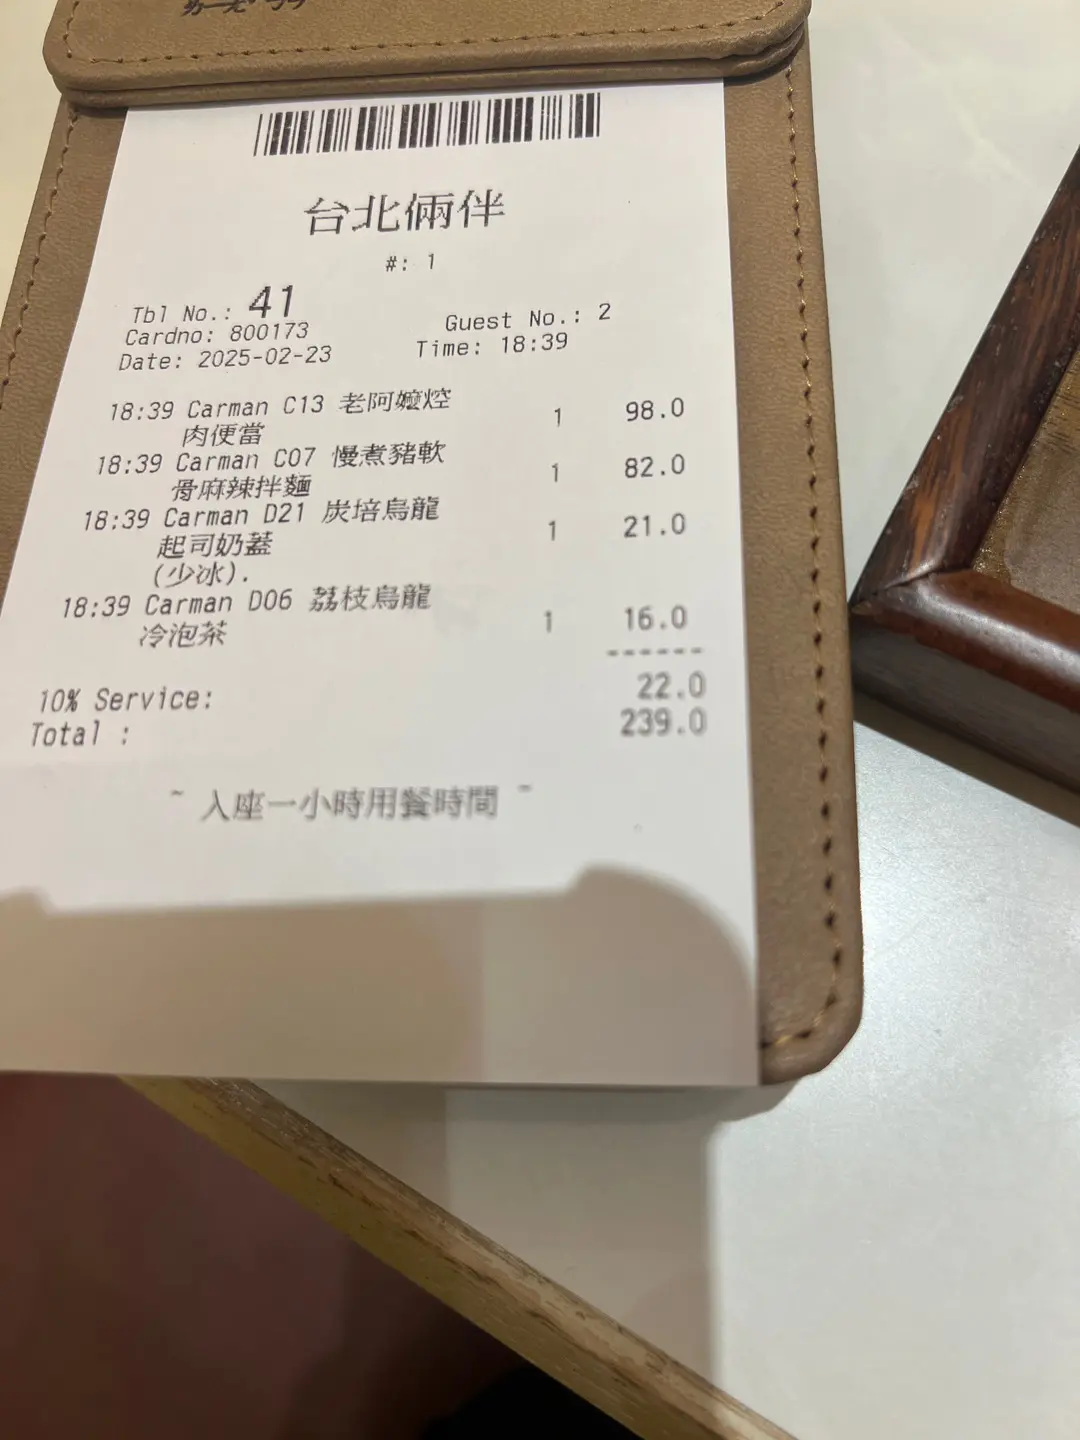 台北倆伴
#: 1
Tbl No.: 41
Cardno: 800173 Guest No.: 2
Date: 2025-02-23 Time: 18:39
18:39 Carman C13 老阿嬤焢 1 98.0
肉便當
18:39 Carman C07 慢煮豬軟 1 82.0
骨麻辣拌麵
18:39 Carman D21 炭培烏龍 1 21.0
起司奶蓋
(少冰).
18:39 Carman D06 荔枝烏龍 1 16.0
冷泡茶
------
10% Service: 22.0
Total : 239.0
~ 入座一小時用餐時間 ~